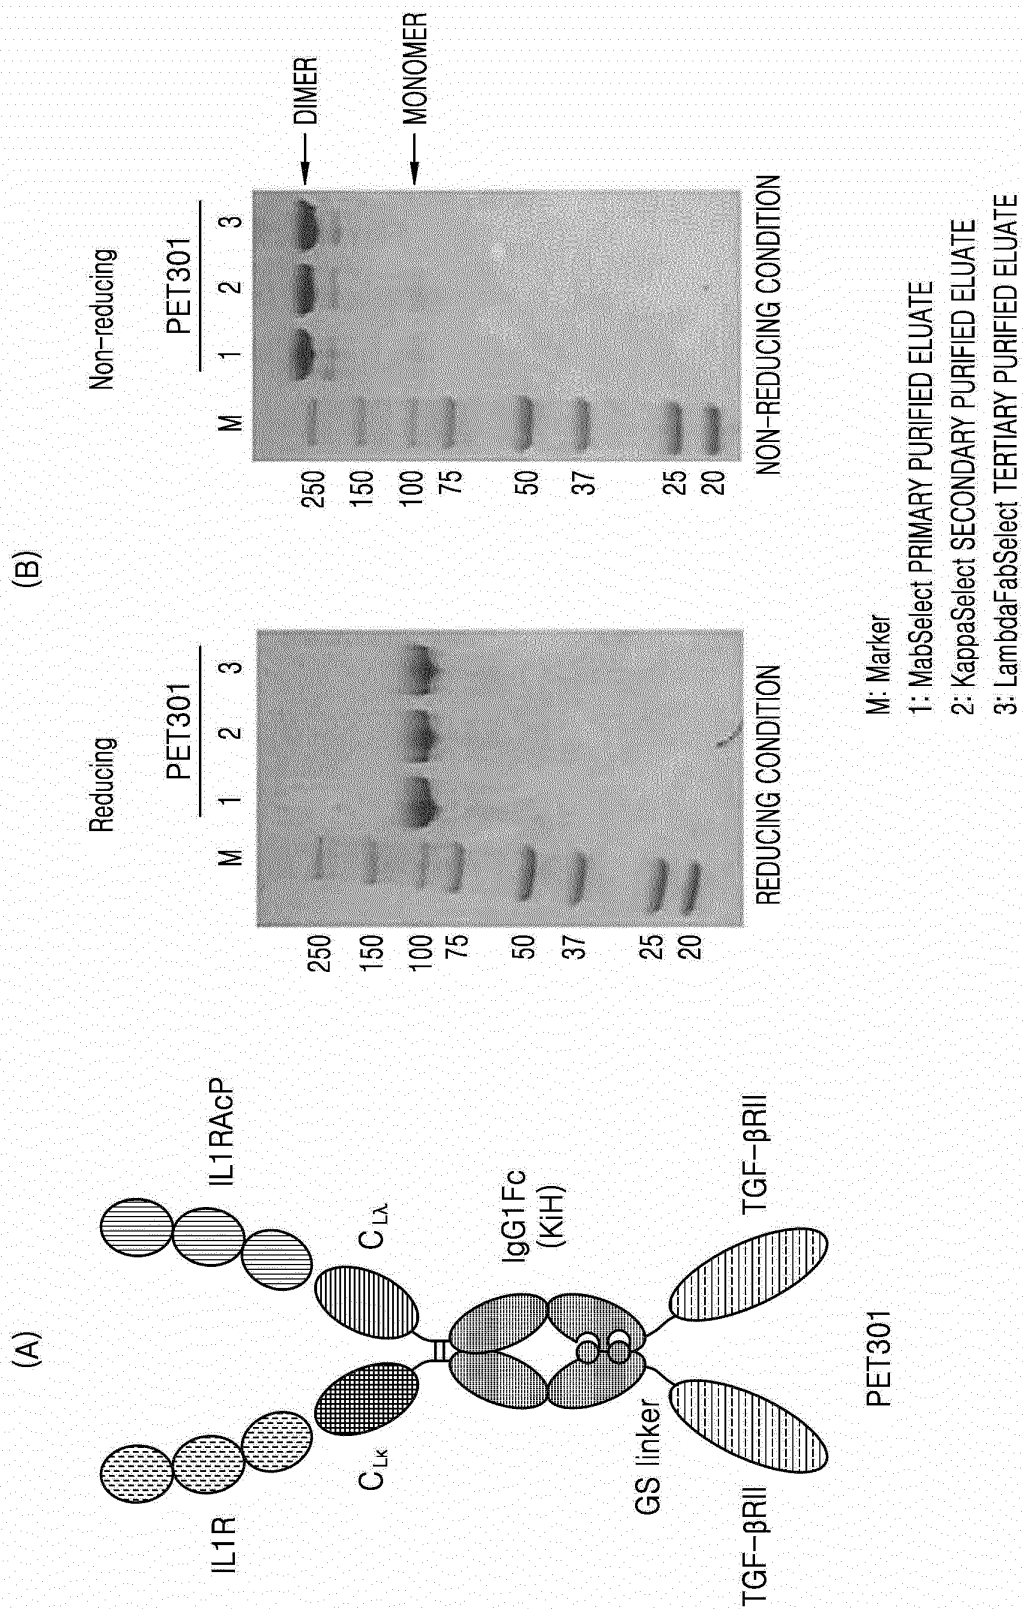 (A)
IL1R
IL1RAcP
CLκ
CLλ
IgG1Fc
(KiH)
GS linker
TGF-βRII
TGF-βRII
PET301
(B)
Reducing
PET301
M 1 2 3
250
150
100
75
50
37
25
20
REDUCING CONDITION
Non-reducing
PET301
M 1 2 3
250
150
100
75
50
37
25
20
DIMER
MONOMER
NON-REDUCING CONDITION
M: Marker
1: MabSelect PRIMARY PURIFIED ELUATE
2: KappaSelect SECONDARY PURIFIED ELUATE
3: LambdaFabSelect TERTIARY PURIFIED ELUATE